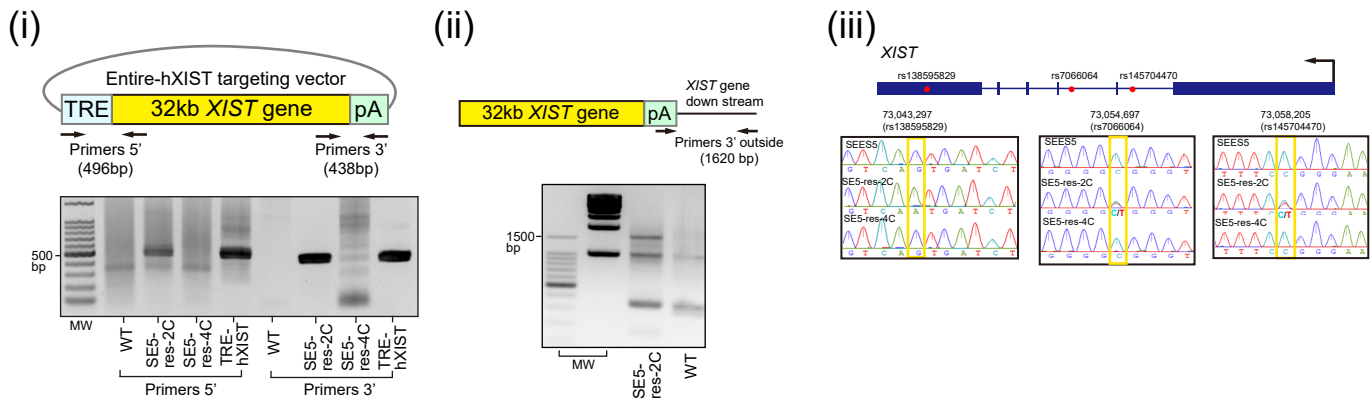 (i)
Entire-hXIST targeting vector
TRE
32kb XIST gene
pA
Primers 5’
(496bp)
Primers 3’
(438bp)
500
bp
MW
WT
SE5-
res-2C
SE5-
res-4C
TRE-
hXIST
WT
SE5-
res-2C
SE5-
res-4C
TRE-
hXIST
Primers 5’
Primers 3’
(ii)
XIST gene
down stream
32kb XIST gene
pA
Primers 3’ outside
(1620 bp)
1500
bp
MW
SE5-
res-2C
WT
(iii)
XIST
rs138595829
rs7066064
rs145704470
73,043,297
(rs138595829)
73,054,697
(rs7066064)
73,058,205
(rs145704470)
SEES5
G T C A G T G A T C T
SE5-res-2C
G T C A A T G A T C T
SE5-res-4C
G T C A G T G A T C T
SEES5
G G G G C G G G T
SE5-res-2C
G G G G C/T G G G T
SE5-res-4C
G G G G C G G G T
SEES5
T T T C C G G G A A
SE5-res-2C
T T T C C/T G G G A A
SE5-res-4C
T T T C C G G G A A